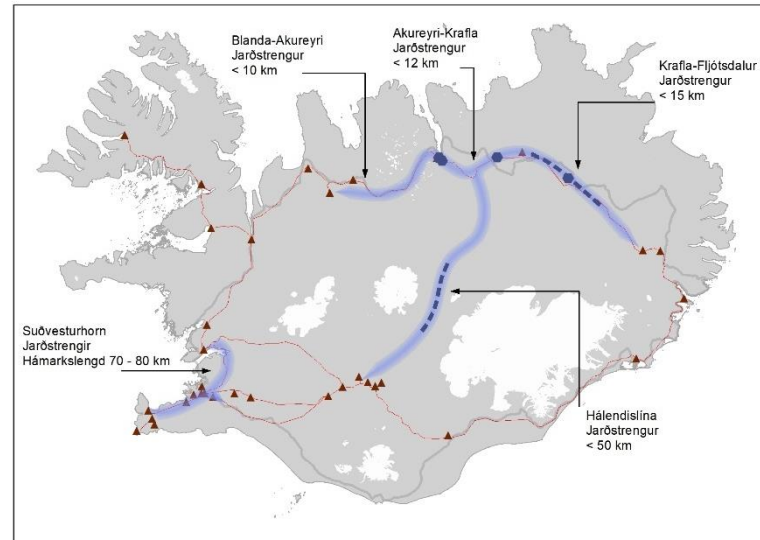 Blanda-Akureyri
Jarðstrengur
< 10 km
Akureyri-Krafla
Jarðstrengur
< 12 km
Krafla-Fljótsdalur
Jarðstrengur
< 15 km
Suðvesturhorn
Jarðstrengir
Hámarkslengd 70 - 80 km
Hálendislína
Jarðstrengur
< 50 km